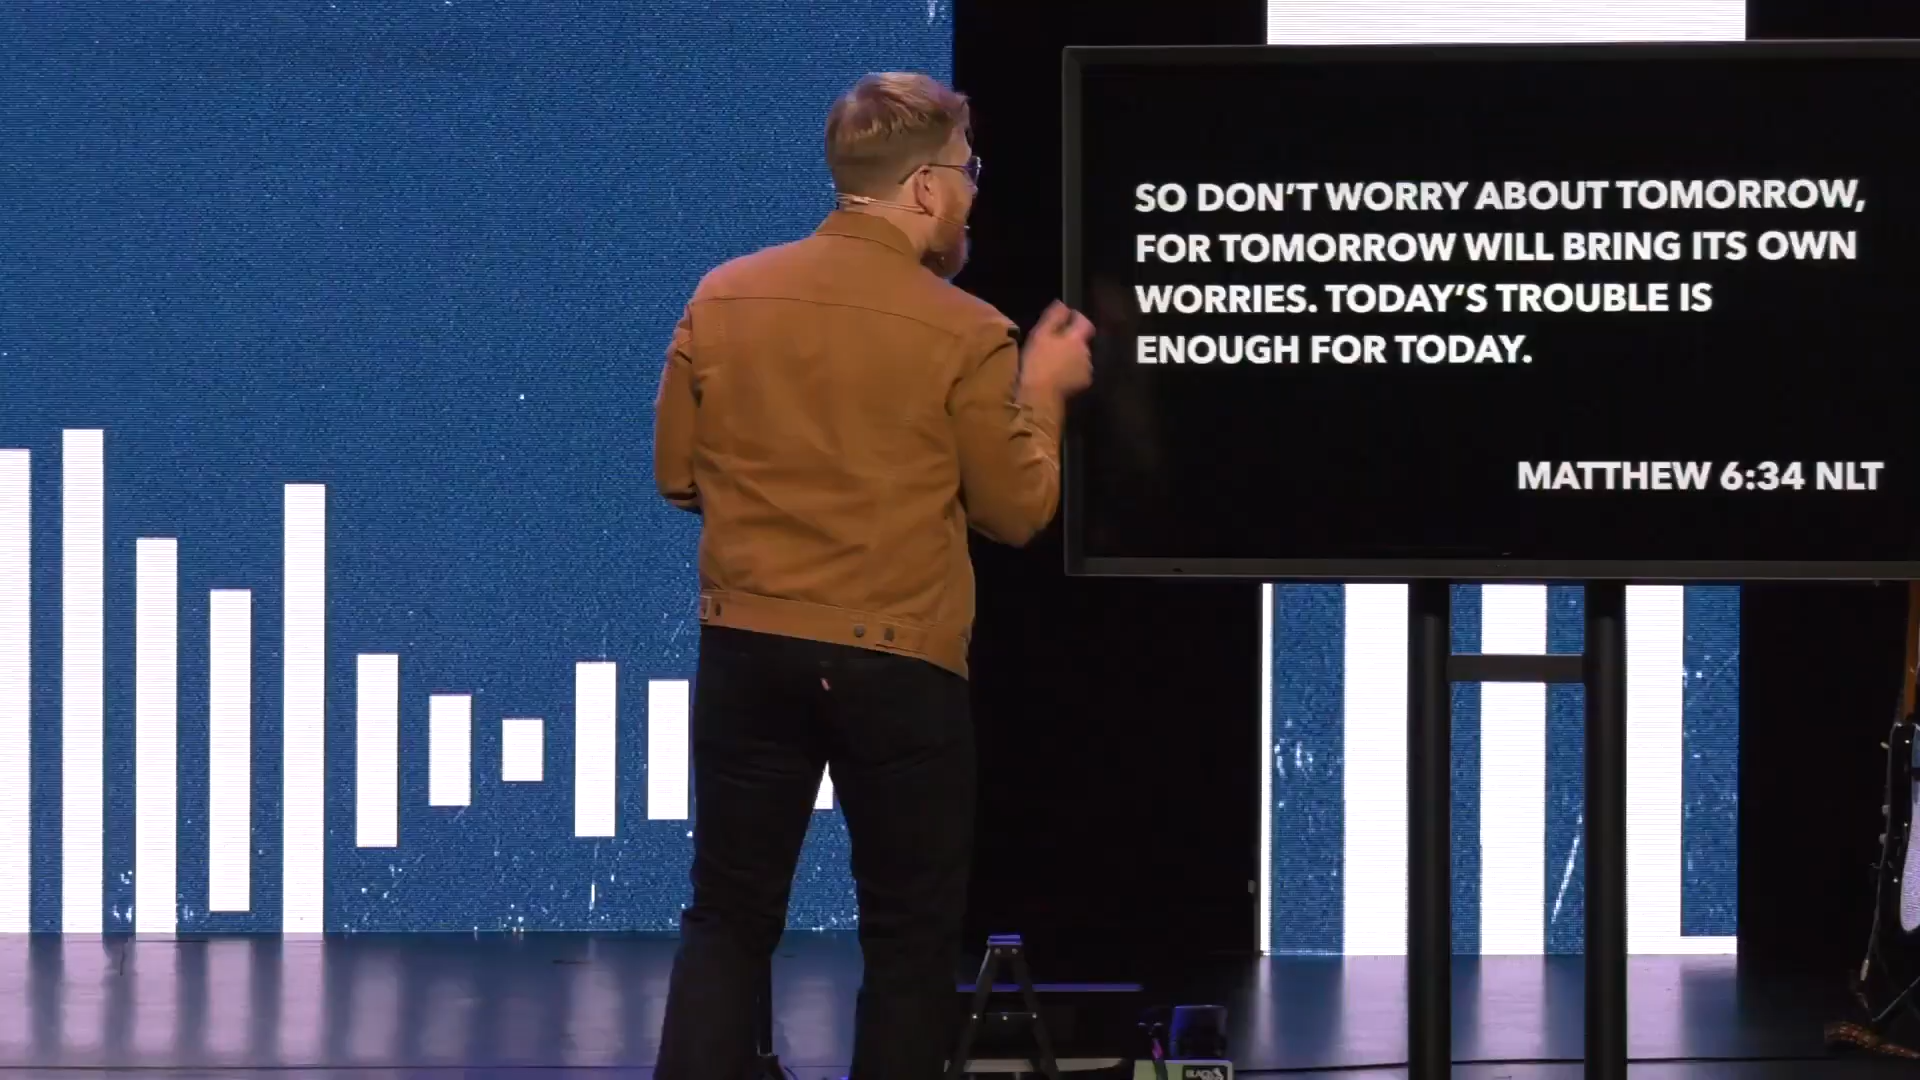 SO DON'T WORRY ABOUT TOMORROW,
FOR TOMORROW WILL BRING ITS OWN
WORRIES. TODAY'S TROUBLE IS
ENOUGH FOR TODAY.
MATTHEW 6:34 NLT